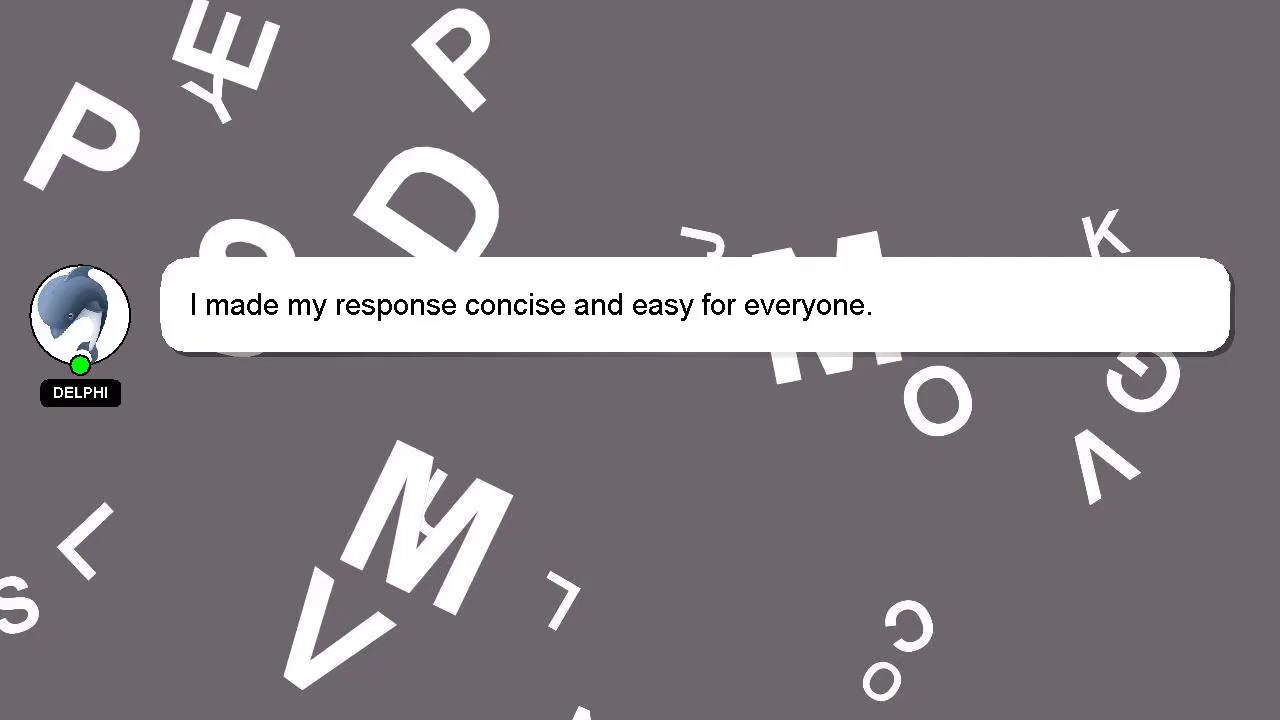 I made my response concise and easy for everyone.
DELPHI
P
E
Y
P
D
J
M
K
O
G
V
L
S
M
V
L
C
O